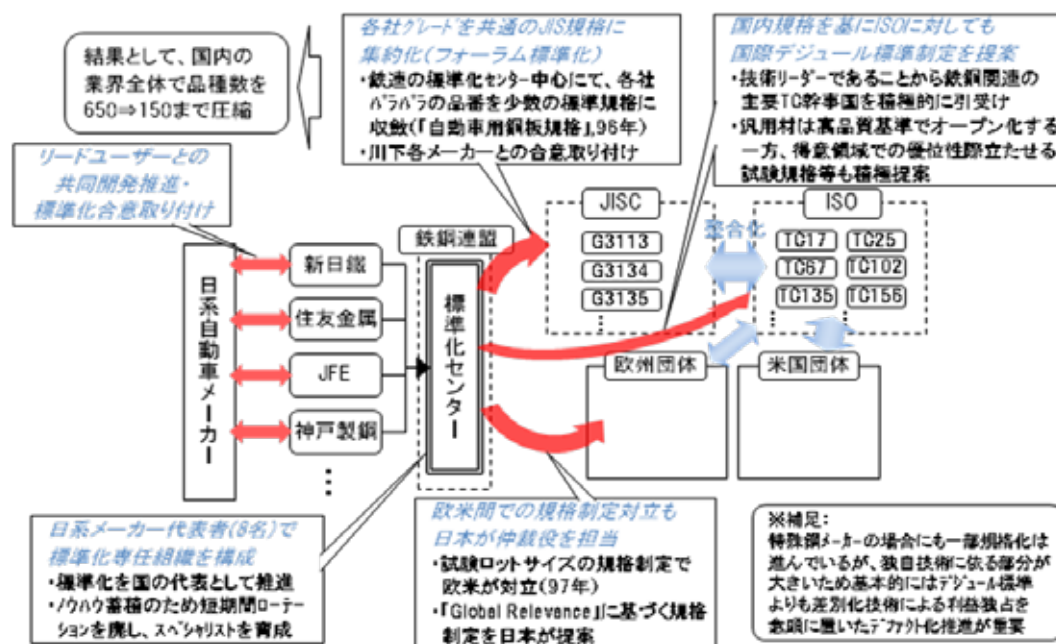 結果として、国内の
業界全体で品種数を
650⇒150まで圧縮
各社グレードを共通のJIS規格に
集約化(フォーラム標準化)
・鉄連の標準化センター中心にて、各社
バラバラの品番を少数の標準規格に
収斂(「自動車用鋼板規格」,96年)
・川下各メーカーとの合意取り付け
国内規格を基にISOに対しても
国際デジュール標準制定を提案
・技術リーダーであることから鉄鋼関連の
主要TC幹事国を積極的に引受け
・汎用材は高品質基準でオープン化する
一方、得意領域での優位性際立たせる
試験規格等も積極提案
リードユーザーとの
共同開発推進・
標準化合意取り付け
日系自動車メーカー
新日鐵
住友金属
JFE
神戸製鋼
⋮
鉄鋼連盟
標準化センター
JISC
G3113
G3134
G3135
⋮
整合化
ISO
TC17
TC25
TC67
TC102
TC135
TC156
⋮
⋮
欧州団体
米国団体
日系メーカー代表者(8名)で
標準化専任組織を構成
・標準化を国の代表として推進
・ノウハウ蓄積のため短期間ローテー
ションを廃し、スペシャリストを育成
欧米間での規格制定対立も
日本が仲裁役を担当
・試験ロットサイズの規格制定で
欧米が対立(97年)
・「Global Relevance」に基づく規格
制定を日本が提案
※補足:
特殊鋼メーカーの場合にも一部規格化は
進んでいるが、独自技術に依る部分が
大きいため基本的にはデジュール標準
よりも差別化技術による利益独占を
念頭に置いたデファクト化推進が重要